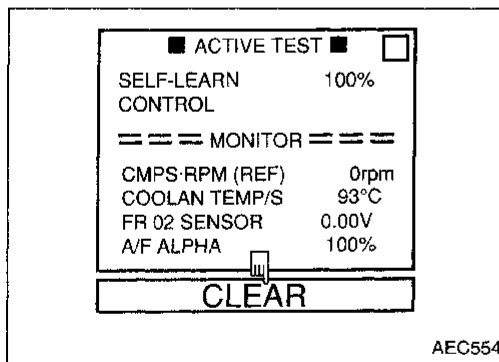 ■ ACTIVE TEST ■ □
SELF-LEARN 100%
CONTROL
=== MONITOR ===
CMPS·RPM (REF) 0rpm
COOLAN TEMP/S 93°C
FR 02 SENSOR 0.00V
A/F ALPHA 100%
CLEAR
AEC554